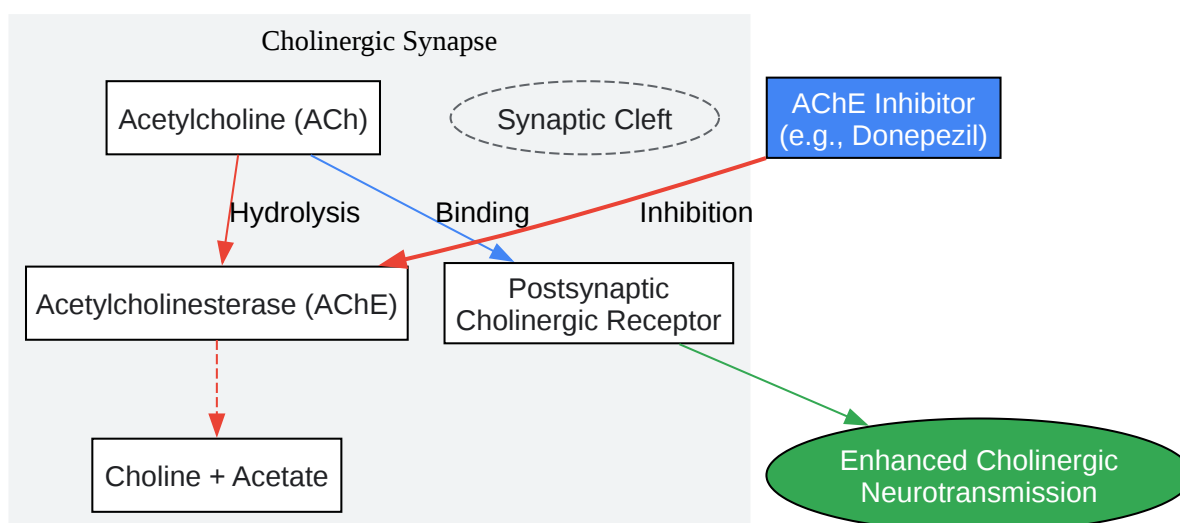 Cholinergic Synapse
Acetylcholine (ACh)
Synaptic Cleft
AChE Inhibitor
(e.g., Donepezil)
Hydrolysis
Binding
Inhibition
Acetylcholinesterase (AChE)
Postsynaptic
Cholinergic Receptor
Choline + Acetate
Enhanced Cholinergic
Neurotransmission